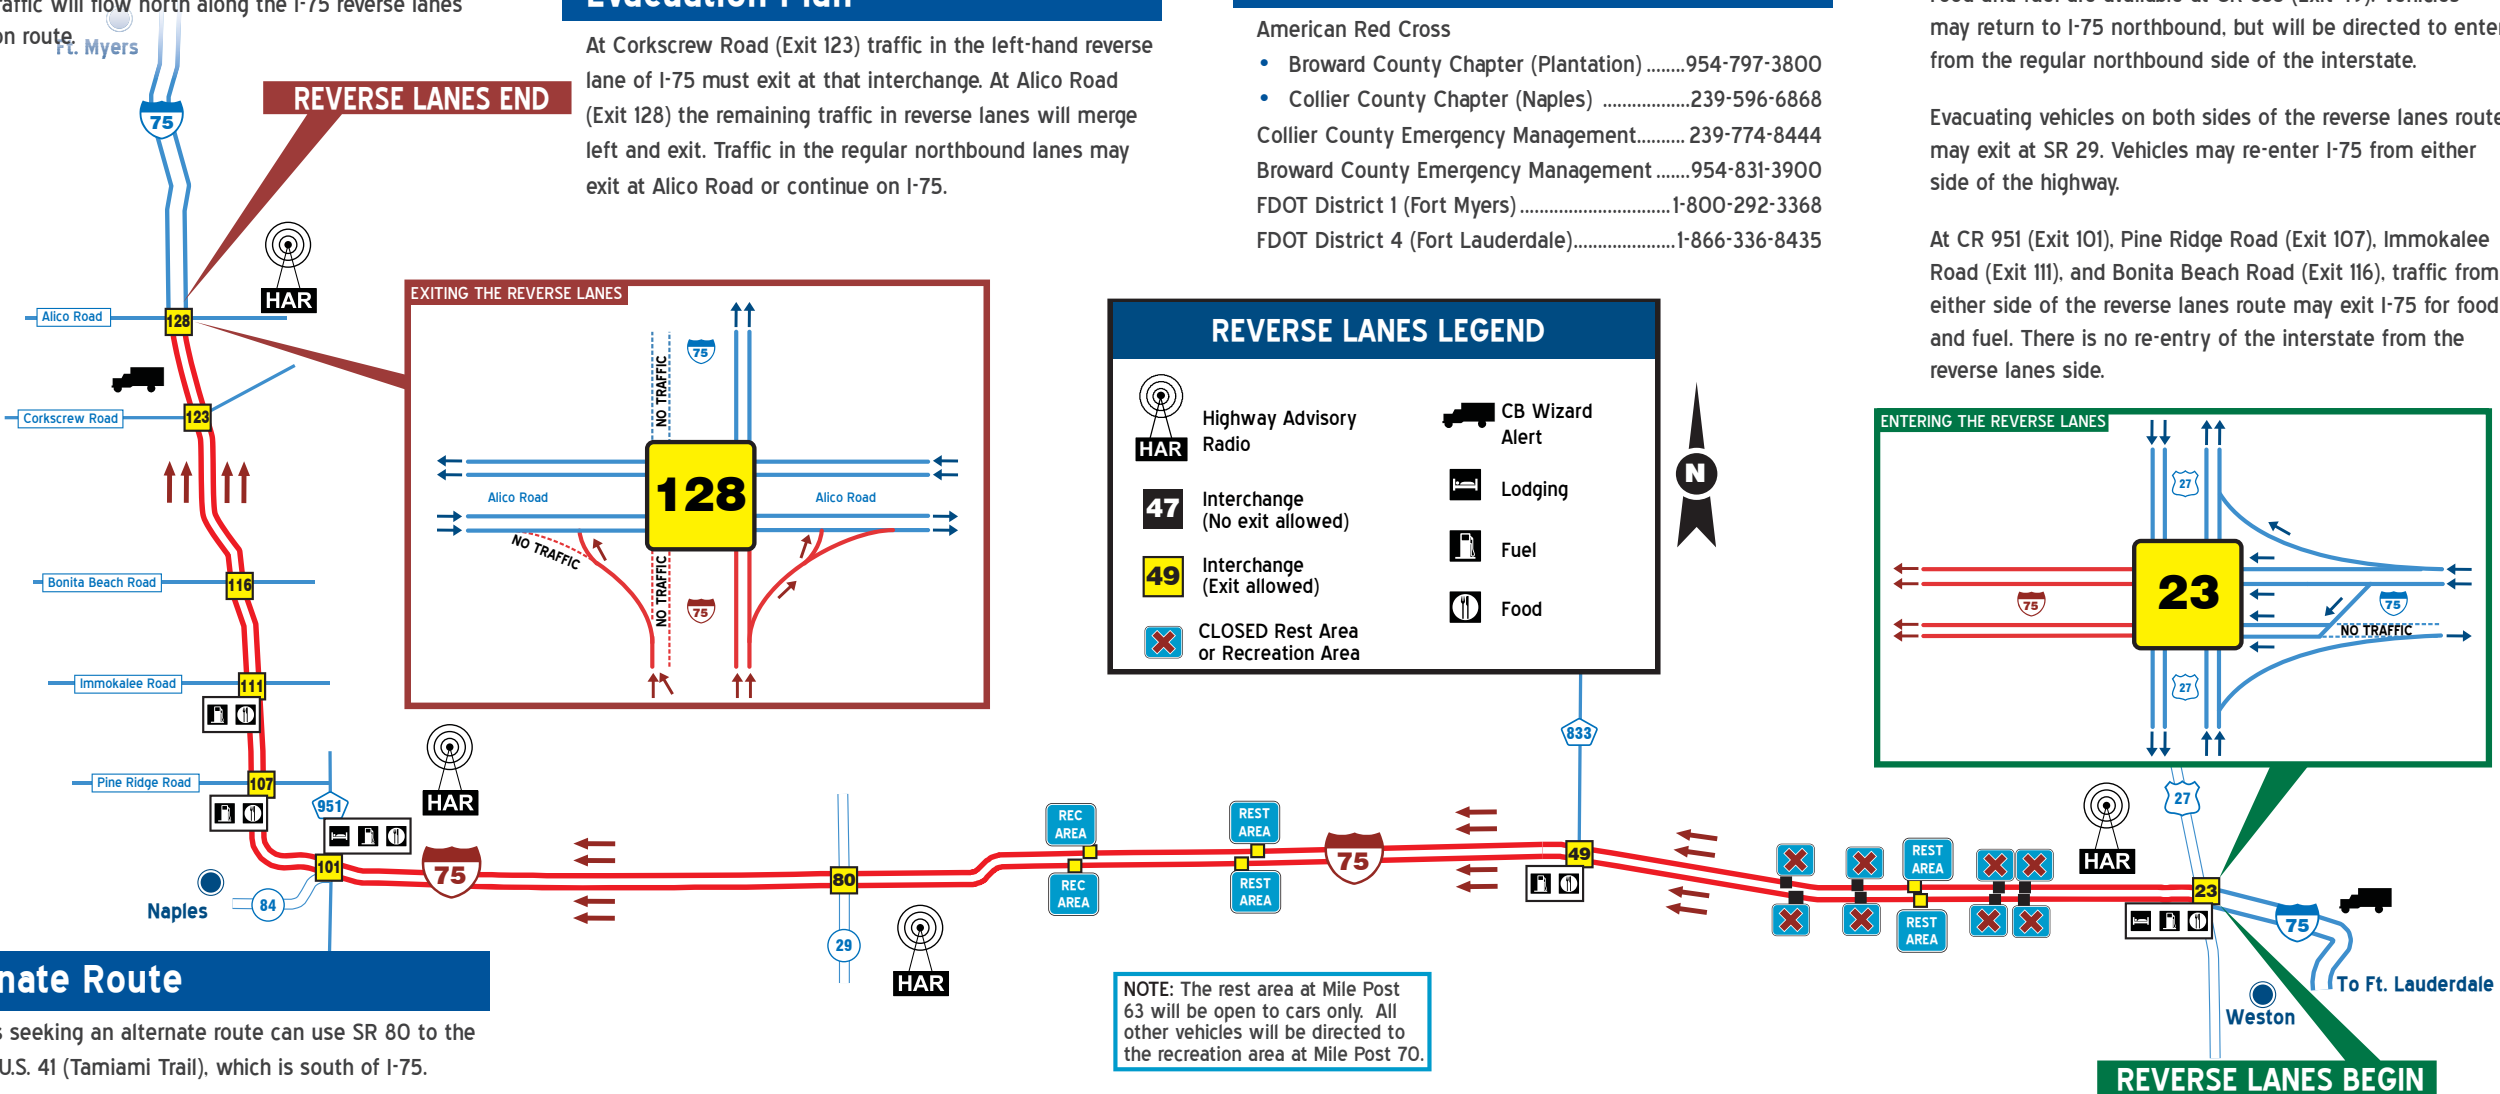 raffic will flow north along the I-75 reverse lanes
on route.
Ft. Myers
75
REVERSE LANES END
HAR
Alico Road
128
Corkscrew Road
123
Bonita Beach Road
116
Immokalee Road
111
Pine Ridge Road
107
951
101
Naples
84
HAR
75
Evacuation Plan
At Corkscrew Road (Exit 123) traffic in the left-hand reverse
lane of I-75 must exit at that interchange. At Alico Road
(Exit 128) the remaining traffic in reverse lanes will merge
left and exit. Traffic in the regular northbound lanes may
exit at Alico Road or continue on I-75.
EXITING THE REVERSE LANES
NO TRAFFIC
75
128
Alico Road
Alico Road
NO TRAFFIC
NO TRAFFIC
75
American Red Cross
• Broward County Chapter (Plantation) ........954-797-3800
• Collier County Chapter (Naples) ..................239-596-6868
Collier County Emergency Management.......... 239-774-8444
Broward County Emergency Management .......954-831-3900
FDOT District 1 (Fort Myers) ...............................1-800-292-3368
FDOT District 4 (Fort Lauderdale).....................1-866-336-8435
REVERSE LANES LEGEND
HAR
Highway Advisory
Radio
47
Interchange
(No exit allowed)
49
Interchange
(Exit allowed)
CLOSED Rest Area
or Recreation Area
CB Wizard
Alert
Lodging
Fuel
Food
N
may return to I-75 northbound, but will be directed to enter
from the regular northbound side of the interstate.
Evacuating vehicles on both sides of the reverse lanes route
may exit at SR 29. Vehicles may re-enter I-75 from either
side of the highway.
At CR 951 (Exit 101), Pine Ridge Road (Exit 107), Immokalee
Road (Exit 111), and Bonita Beach Road (Exit 116), traffic from
either side of the reverse lanes route may exit I-75 for food
and fuel. There is no re-entry of the interstate from the
reverse lanes side.
ENTERING THE REVERSE LANES
27
23
75
75
NO TRAFFIC
27
80
29
HAR
REC
AREA
REC
AREA
REST
AREA
REST
AREA
75
833
49
REST
AREA
REST
AREA
HAR
27
23
75
To Ft. Lauderdale
Weston
REVERSE LANES BEGIN
NOTE: The rest area at Mile Post
63 will be open to cars only. All
other vehicles will be directed to
the recreation area at Mile Post 70.
nate Route
s seeking an alternate route can use SR 80 to the
U.S. 41 (Tamiami Trail), which is south of I-75.